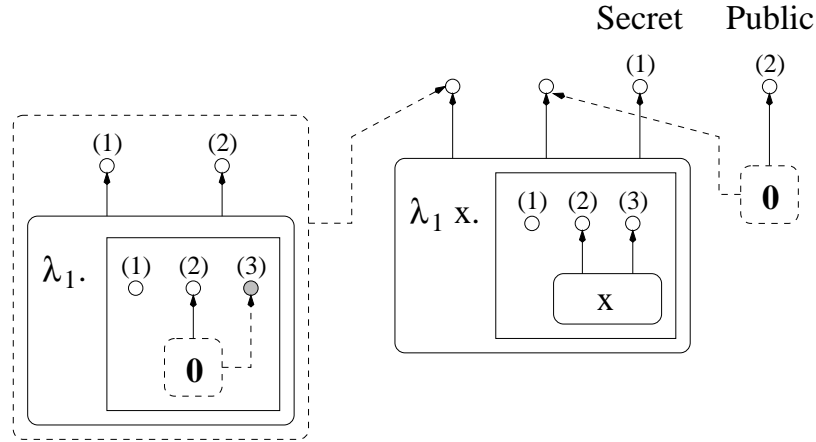 Secret Public
(1) (2)
(1) (2)
λ₁ x.
(1) (2) (3)
x
0
λ₁.
(1) (2) (3)
0